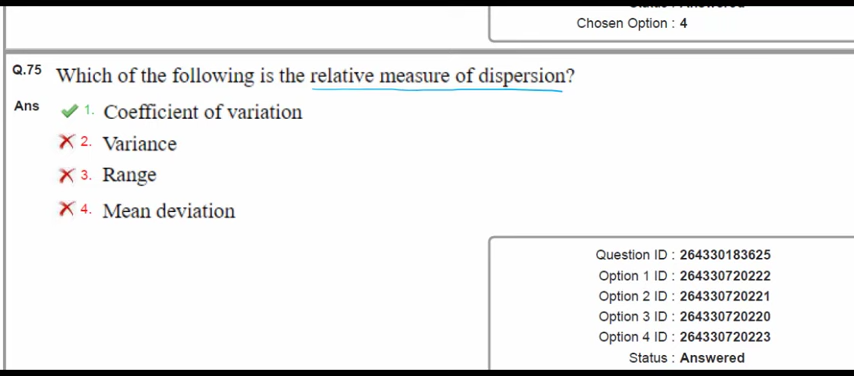 Chosen Option : 4
Q.75 Which of the following is the relative measure of dispersion?
Ans 1. Coefficient of variation
2. Variance
3. Range
4. Mean deviation
Question ID : 264330183625
Option 1 ID : 264330720222
Option 2 ID : 264330720221
Option 3 ID : 264330720220
Option 4 ID : 264330720223
Status : Answered